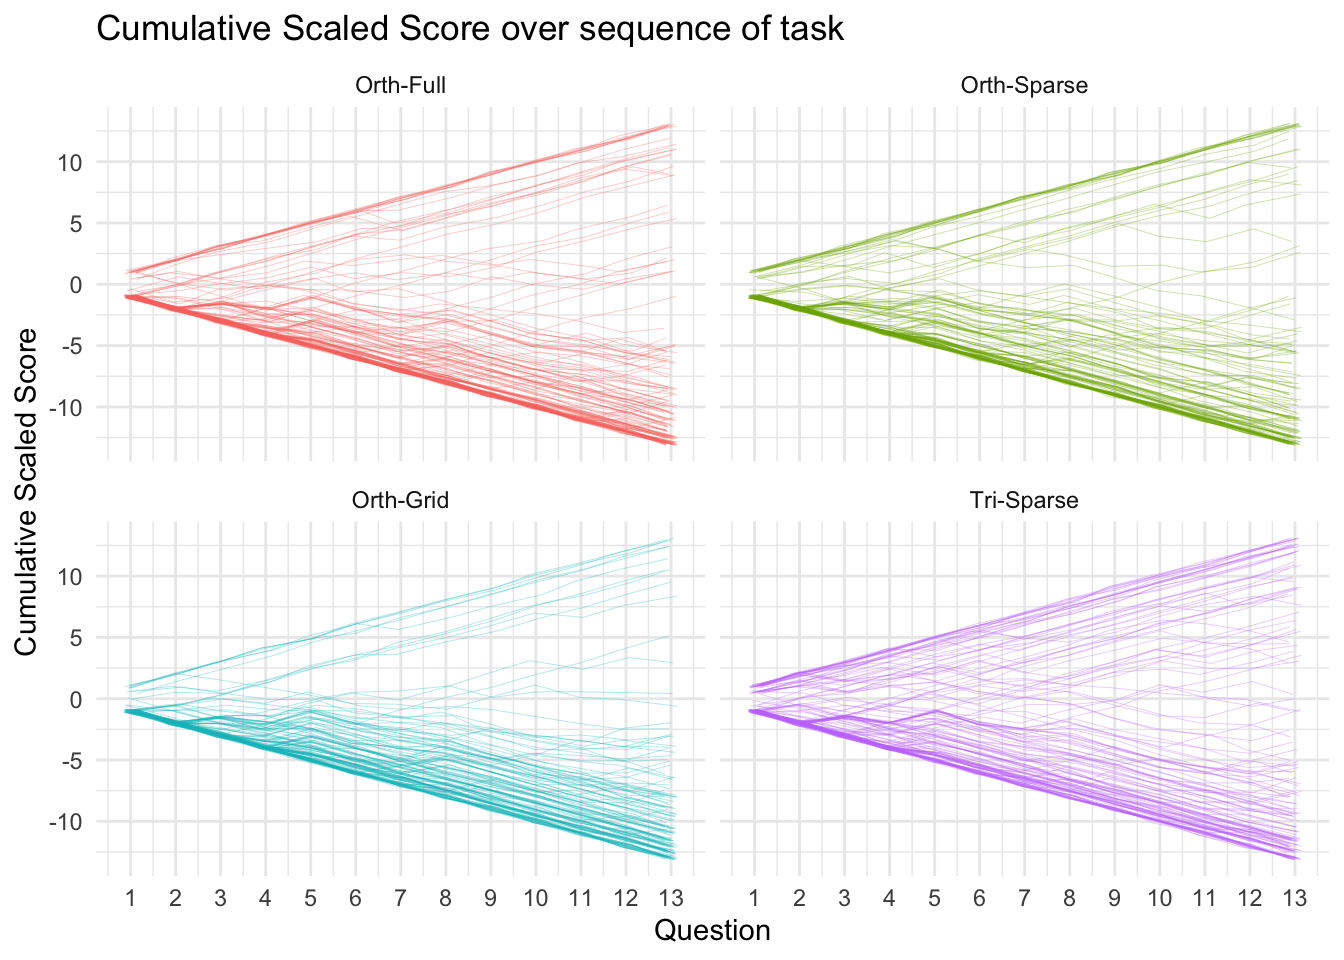 Cumulative Scaled Score over sequence of task
Orth-Full
Orth-Sparse
10
5
0
-5
-10
Orth-Grid
Tri-Sparse
10
5
0
-5
-10
Cumulative Scaled Score
1 2 3 4 5 6 7 8 9 10 11 12 13
1 2 3 4 5 6 7 8 9 10 11 12 13
Question